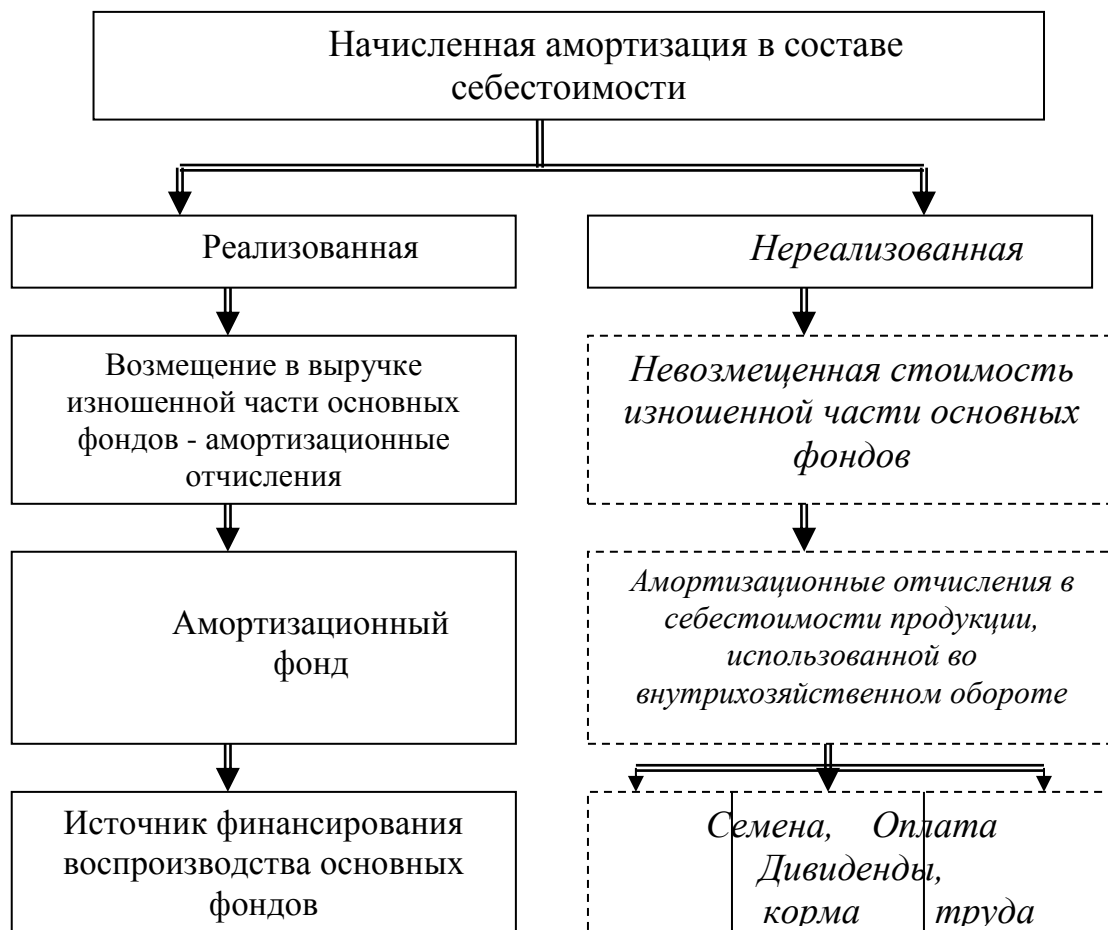 Начисленная амортизация в составе
себестоимости
Реализованная
Нереализованная
Возмещение в выручке
изношенной части основных
фондов - амортизационные
отчисления
Невозмещенная стоимость
изношенной части основных
фондов
Амортизационный
фонд
Амортизационные отчисления в
себестоимости продукции,
использованной во
внутрихозяйственном обороте
Источник финансирования
воспроизводства основных
фондов
Семена, Оплата
Дивиденды,
корма труда